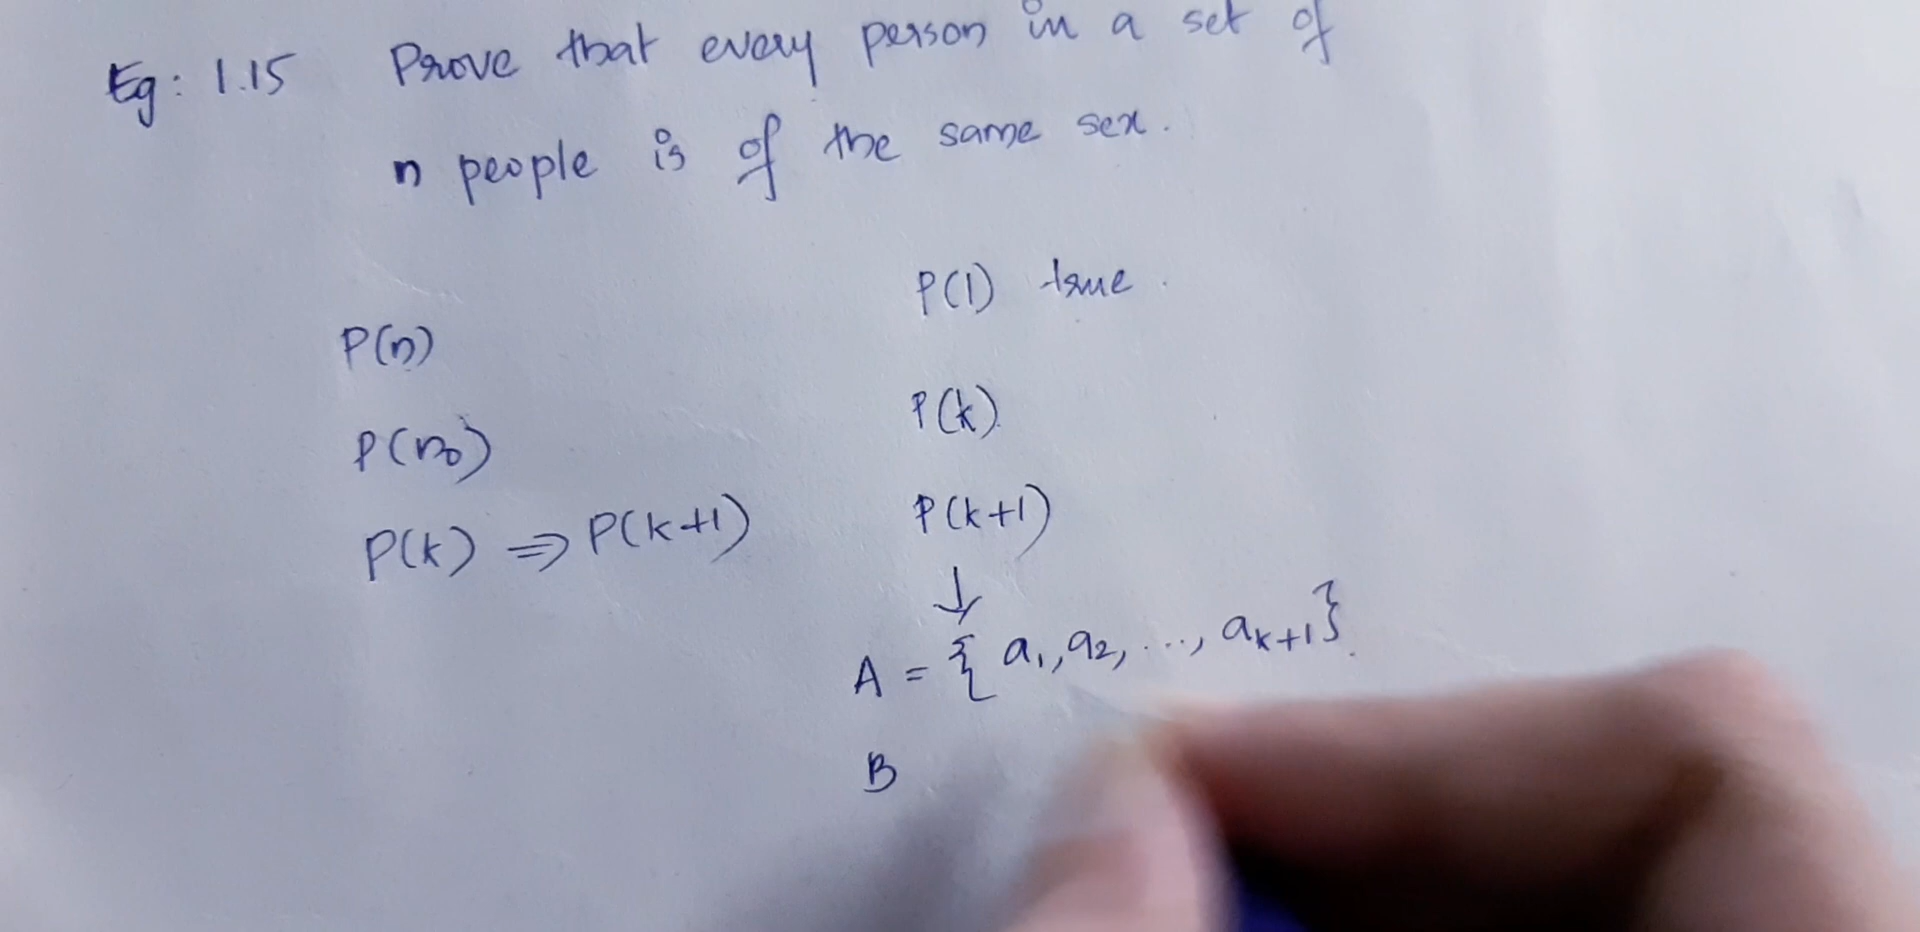 Eg: 1.15 Prove that every person in a set of
n people is of the same sex.
P(n)
P(n₀)
P(k) ⇒ P(k+1)
P(1) true.
P(k)
P(k+1)
↓
A = { a₁, a₂, ..., aₖ₊₁}.
B